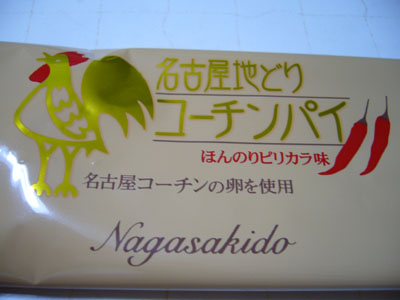 名古屋地どり
コーチンパイ
ほんのりピリカラ味
名古屋コーチンの卵を使用
Nagasakido